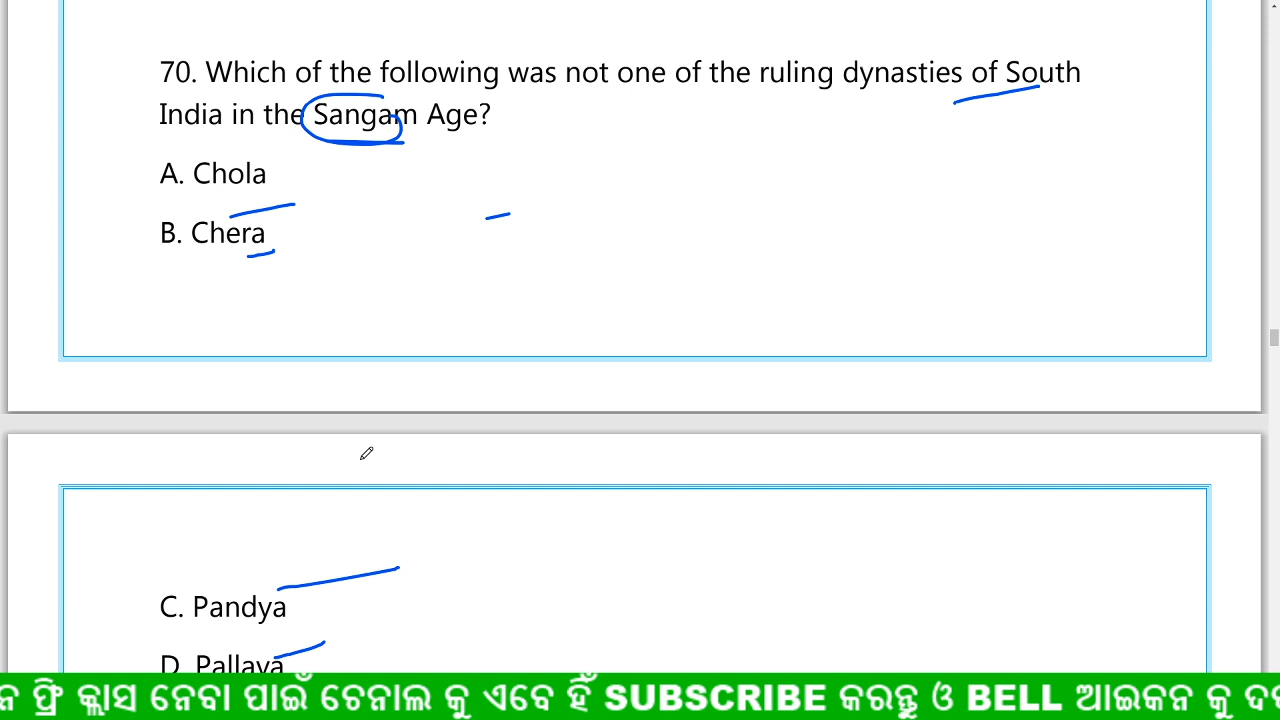 70. Which of the following was not one of the ruling dynasties of South
India in the Sangam Age?
A. Chola
B. Chera
C. Pandya
D. Pallava
ନ ଫ୍ରି କ୍ଲାସ ନେବା ପାଇଁ ଚେନାଲ କୁ ଏବେ ହିଁ SUBSCRIBE କରନ୍ତୁ ଓ BELL ଆଇକନ କୁ ଦବ